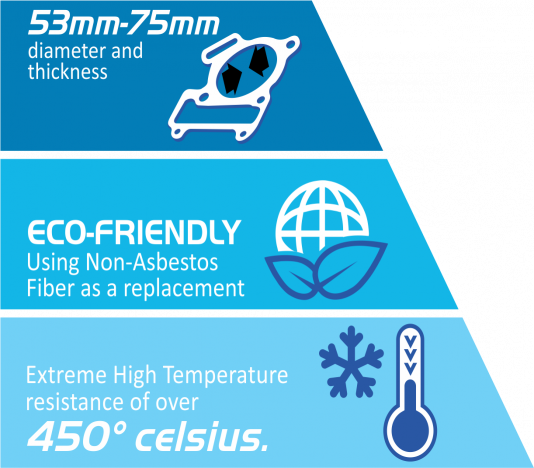 53mm-75mm
diameter and
thickness
ECO-FRIENDLY
Using Non-Asbestos
Fiber as a replacement
Extreme High Temperature
resistance of over
450° celsius.